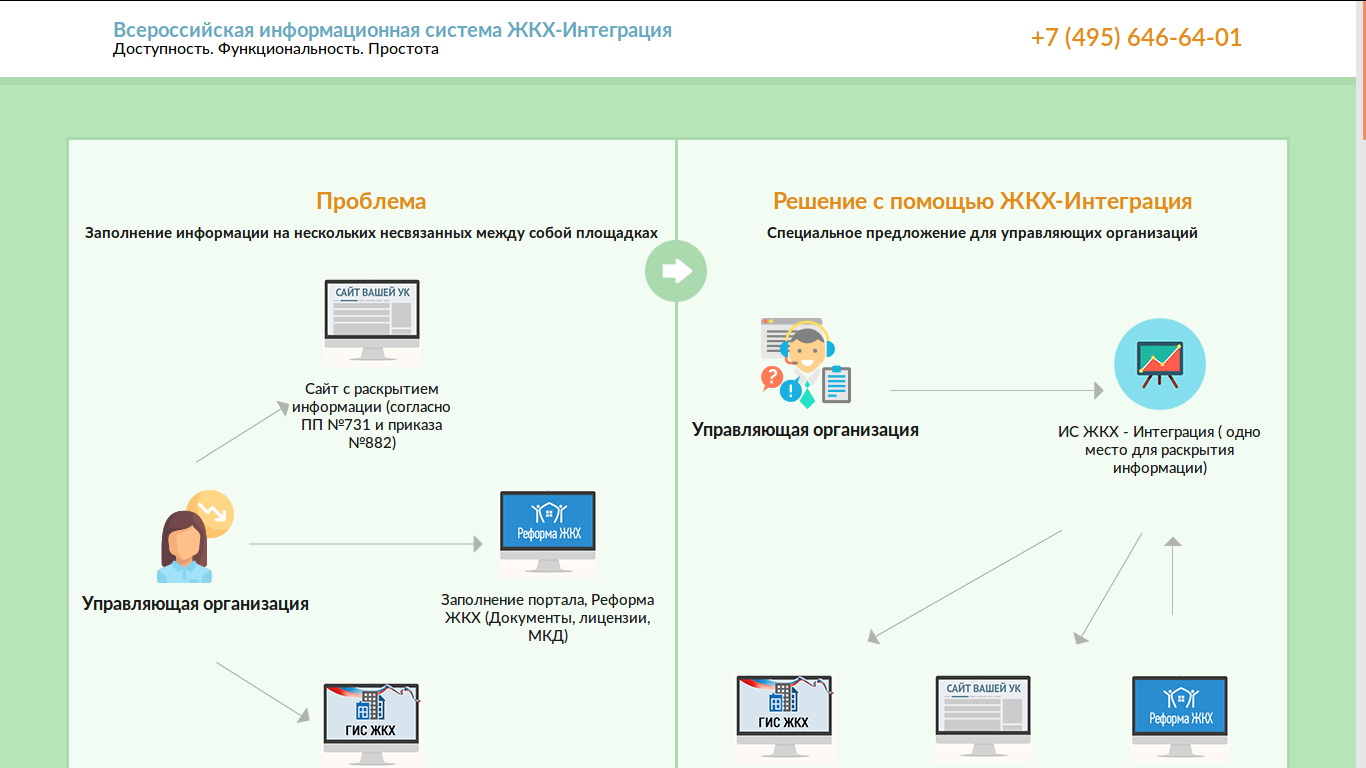 Всероссийская информационная система ЖКХ-Интеграция
Доступность. Функциональность. Простота
+7 (495) 646-64-01
Проблема
Заполнение информации на нескольких несвязанных между собой площадках
САЙТ ВАШЕЙ УК
Сайт с раскрытием
информации (согласно
ПП №731 и приказа
№882)
Управляющая организация
Реформа ЖКХ
Заполнение портала, Реформа
ЖКХ (Документы, лицензии,
МКД)
ГИС ЖКХ
Решение с помощью ЖКХ-Интеграция
Специальное предложение для управляющих организаций
Управляющая организация
ИС ЖКХ - Интеграция ( одно
место для раскрытия
информации)
ГИС ЖКХ
САЙТ ВАШЕЙ УК
Реформа ЖКХ